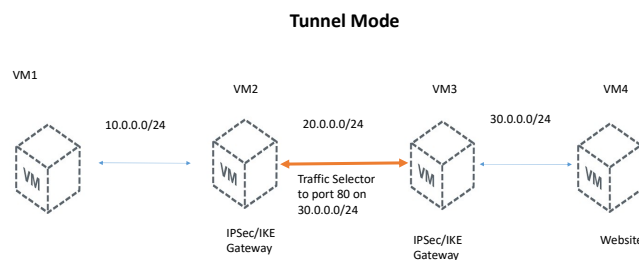 Tunnel Mode
VM1
VM2
VM3
VM4
10.0.0.0/24
20.0.0.0/24
30.0.0.0/24
VM
VM
VM
VM
Traffic Selector
to port 80 on
30.0.0.0/24
IPSec/IKE
Gateway
IPSec/IKE
Gateway
Website